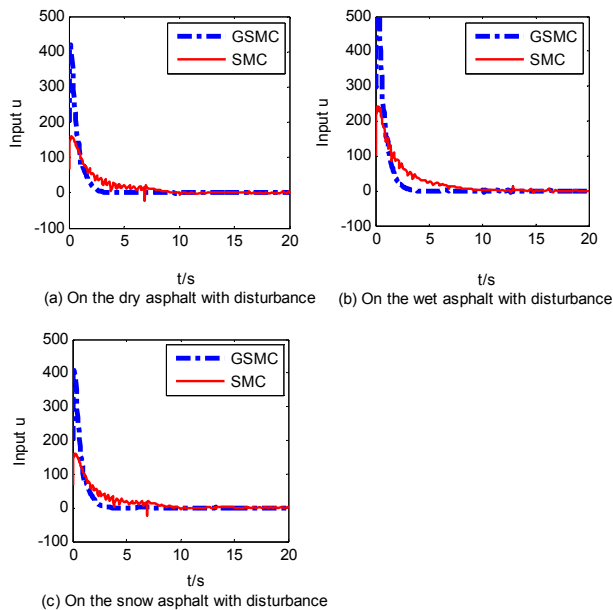 500
400
300
200
100
0
-100
Input u
GSMC
SMC
0 5 10 15 20
t/s
(a) On the dry asphalt with disturbance
500
400
300
200
100
0
-100
Input u
GSMC
SMC
0 5 10 15 20
t/s
(b) On the wet asphalt with disturbance
500
400
300
200
100
0
-100
Input u
GSMC
SMC
0 5 10 15 20
t/s
(c) On the snow asphalt with disturbance